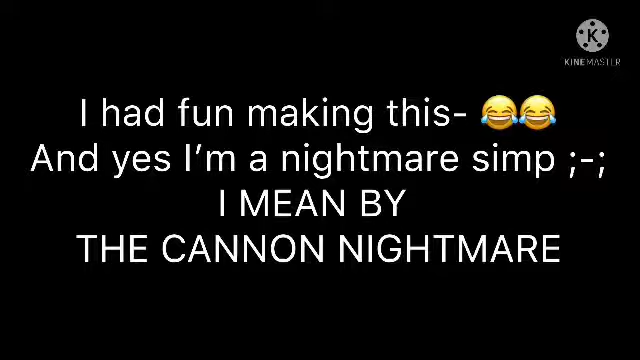 KINEMASTER
I had fun making this- 😂😂
And yes I’m a nightmare simp ;-;
I MEAN BY
THE CANNON NIGHTMARE